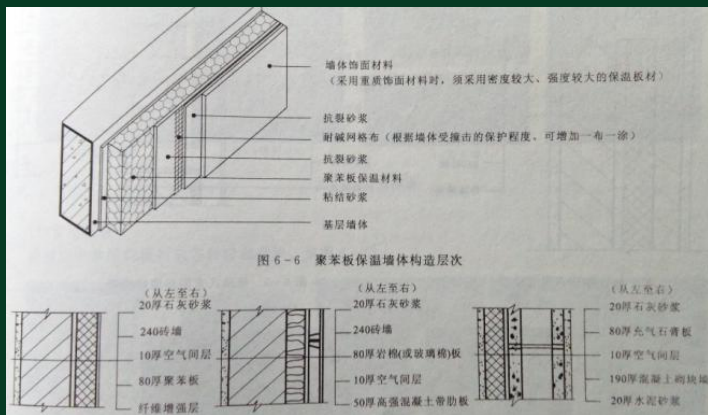 墙体饰面材料
(采用重质饰面材料时，须采用密度较大、强度较大的保温板材)
抗裂砂浆
耐碱网格布(根据墙体受撞击的保护程度、可增加一布一涂)
抗裂砂浆
聚苯板保温材料
粘结砂浆
基层墙体
图 6-6 聚苯板保温墙体构造层次
(从左至右)
20厚石灰砂浆
240砖墙
10厚空气间层
80厚聚苯板
纤维增强层
(从左至右)
20厚石灰砂浆
240砖墙
80厚岩棉(或玻璃棉)板
10厚空气间层
50厚高强混凝土带肋板
(从左至右)
20厚石灰砂浆
80厚充气石膏板
10厚空气间层
190厚混凝土砌块墙
20厚水泥砂浆